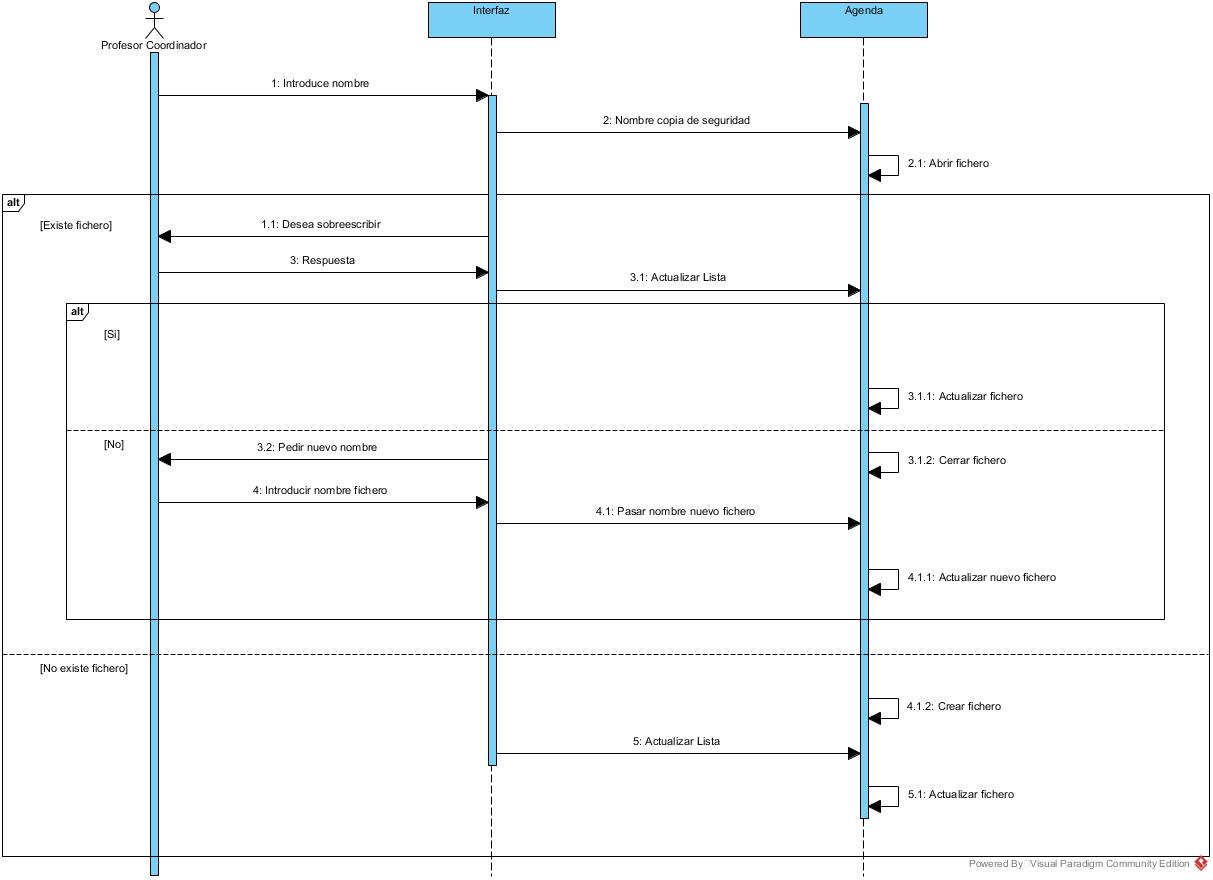 Profesor Coordinador
Interfaz
Agenda
1: Introduce nombre
2: Nombre copia de seguridad
2.1: Abrir fichero
alt
[Existe fichero]
1.1: Desea sobreescribir
3: Respuesta
3.1: Actualizar Lista
alt
[Si]
3.1.1: Actualizar fichero
[No]
3.2: Pedir nuevo nombre
3.1.2: Cerrar fichero
4: Introducir nombre fichero
4.1: Pasar nombre nuevo fichero
4.1.1: Actualizar nuevo fichero
[No existe fichero]
4.1.2: Crear fichero
5: Actualizar Lista
5.1: Actualizar fichero
Powered By Visual Paradigm Community Edition